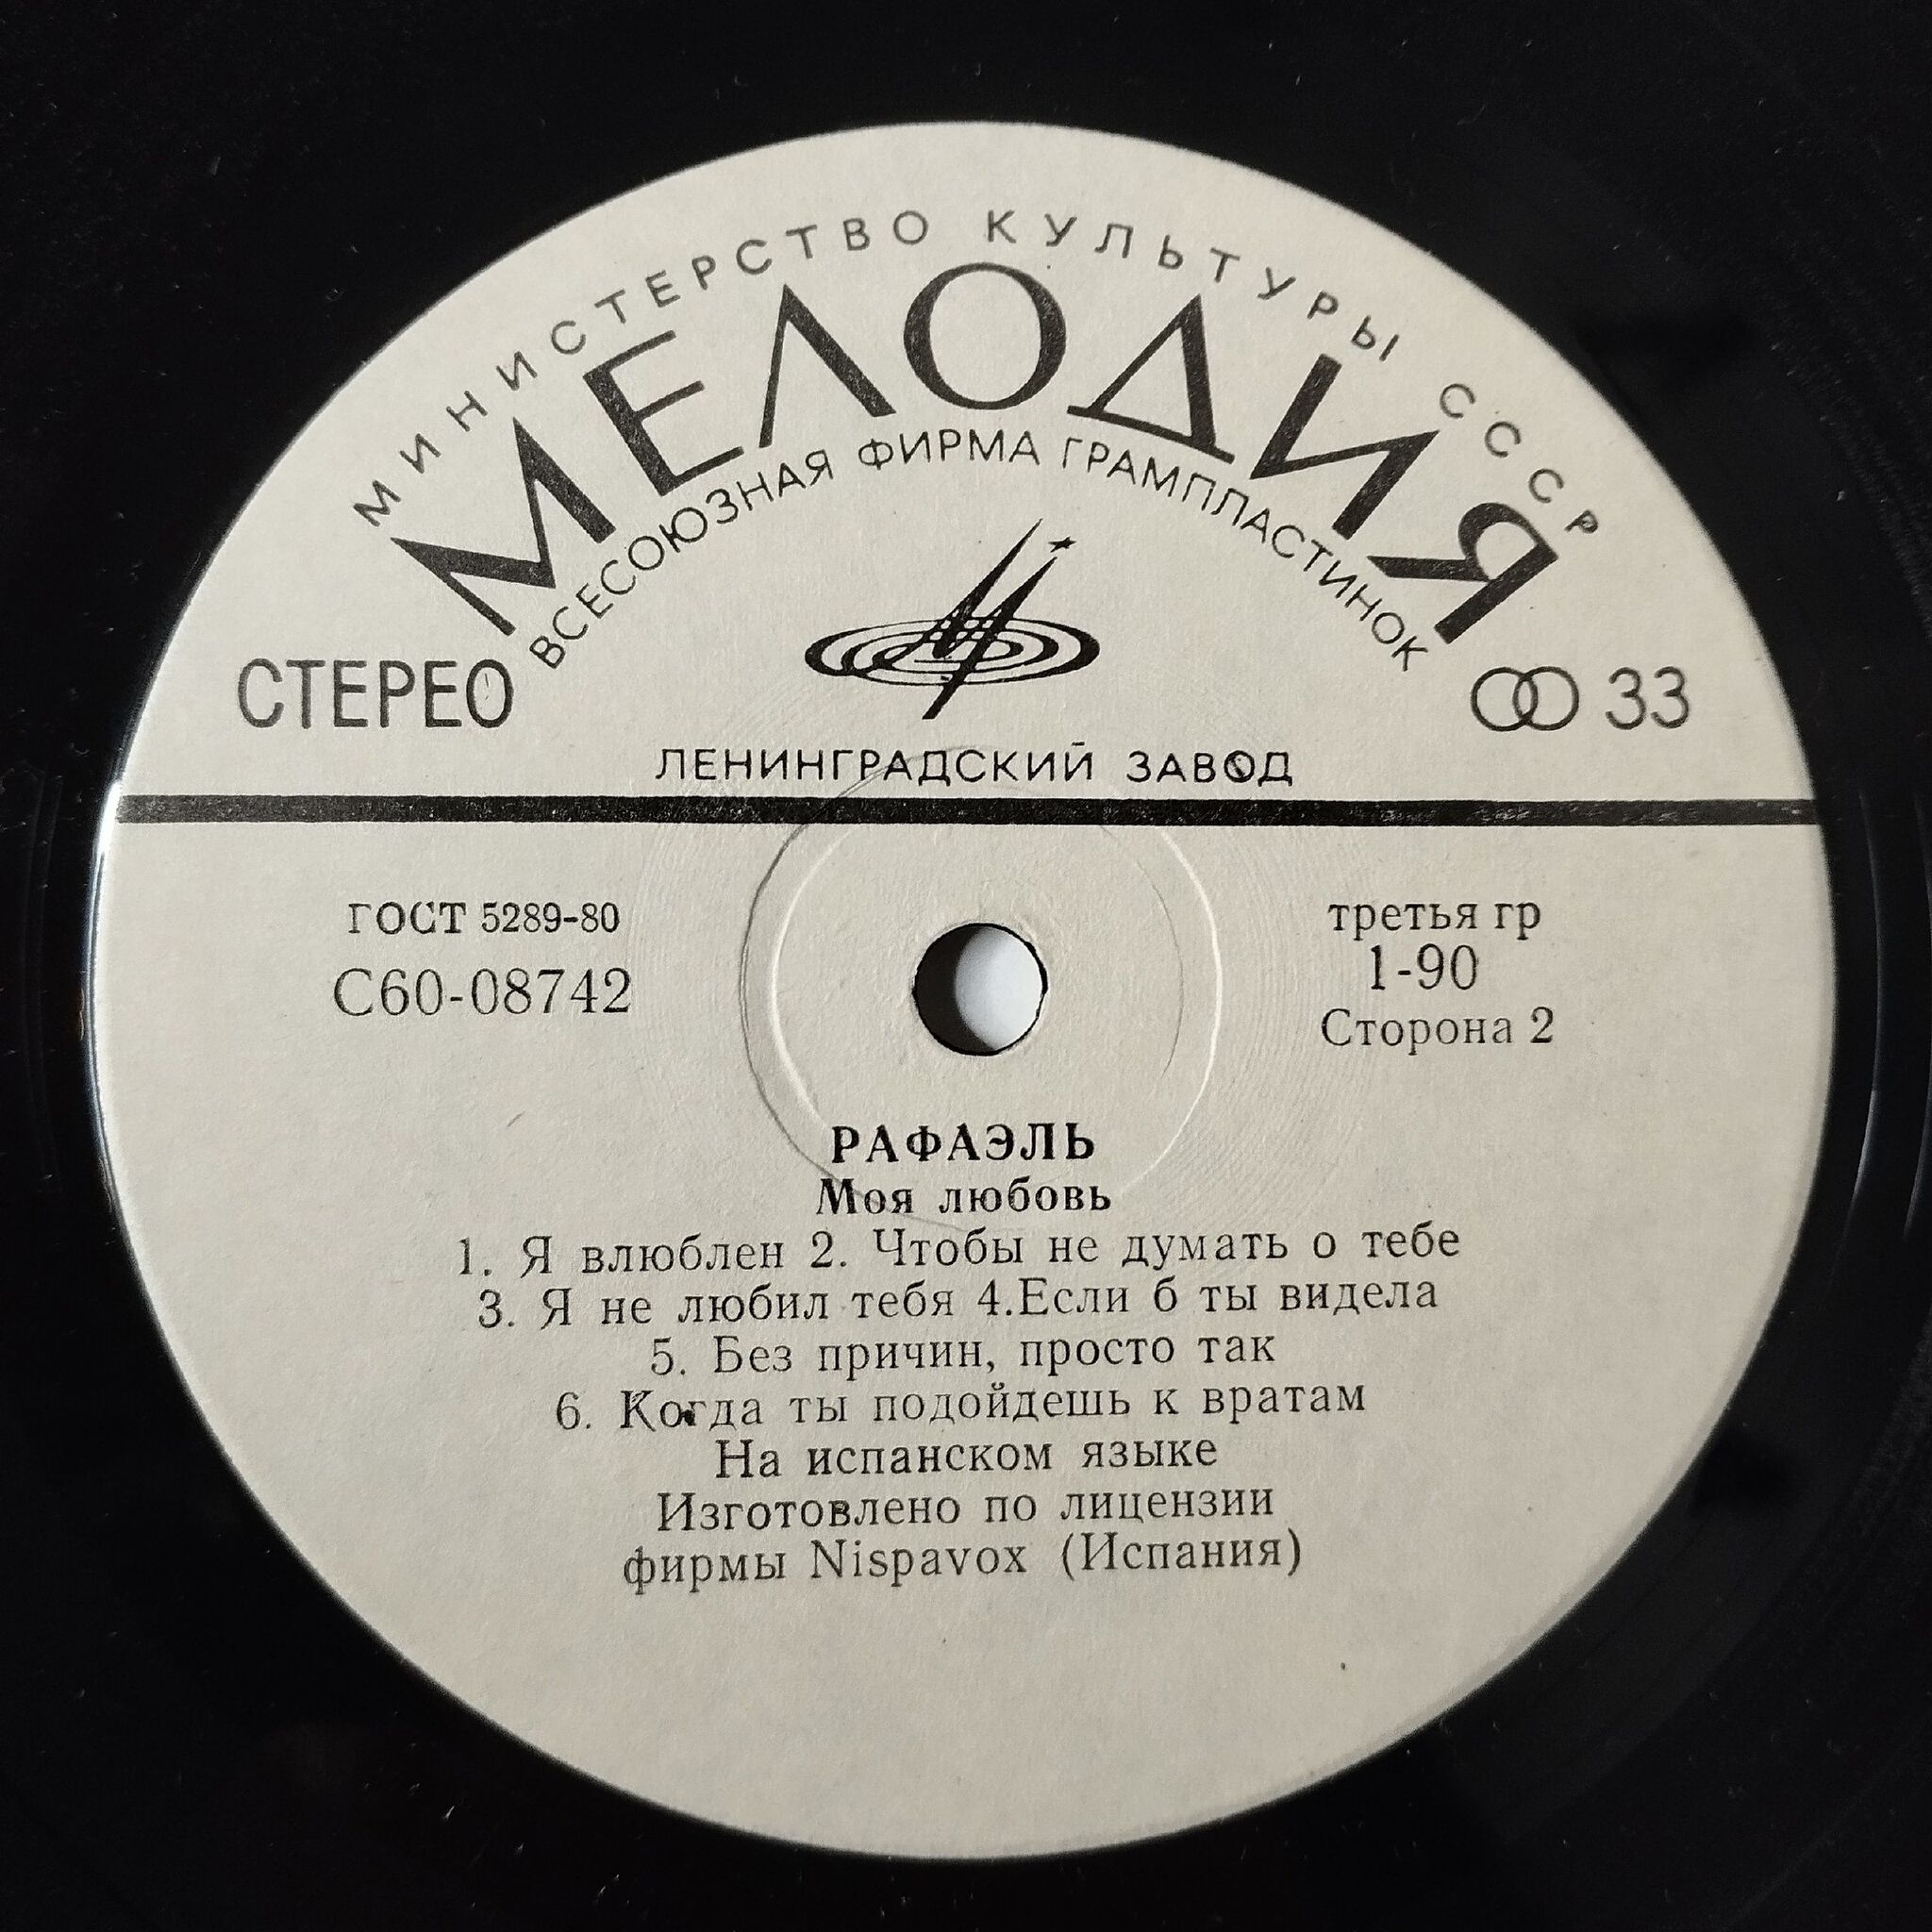 МИНИСТЕРСТВО КУЛЬТУРЫ СССР
МЕЛОДИЯ
ВСЕСОЮЗНАЯ ФИРМА ГРАМПЛАСТИНОК
СТЕРЕО
33
ЛЕНИНГРАДСКИЙ ЗАВОД
ГОСТ 5289-80
С60-08742
третья гр
1-90
Сторона 2
РАФАЭЛЬ
Моя любовь
1. Я влюблен 2. Чтобы не думать о тебе
3. Я не любил тебя 4.Если б ты видела
5. Без причин, просто так
6. Когда ты подойдешь к вратам
На испанском языке
Изготовлено по лицензии
фирмы Nispavox (Испания)